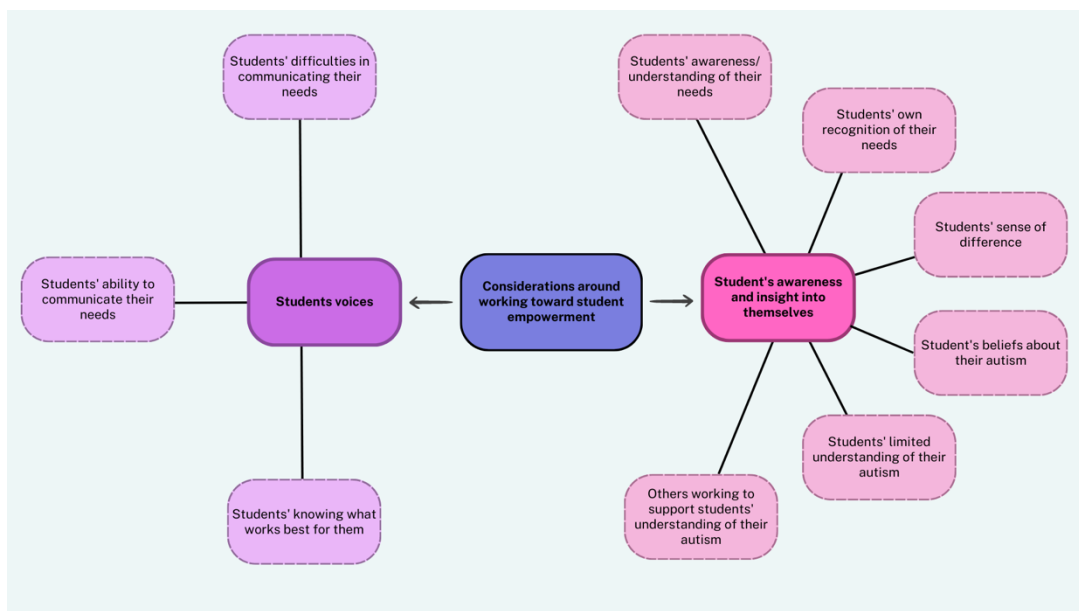 Students' difficulties in
communicating their
needs
Students' ability to
communicate their
needs
Students voices
Students' knowing what
works best for them
Considerations around
working toward student
empowerment
Students' awareness/
understanding of their
needs
Students' own
recognition of their
needs
Students' sense of
difference
Student's awareness
and insight into
themselves
Student's beliefs about
their autism
Students' limited
understanding of their
autism
Others working to
support students'
understanding of their
autism